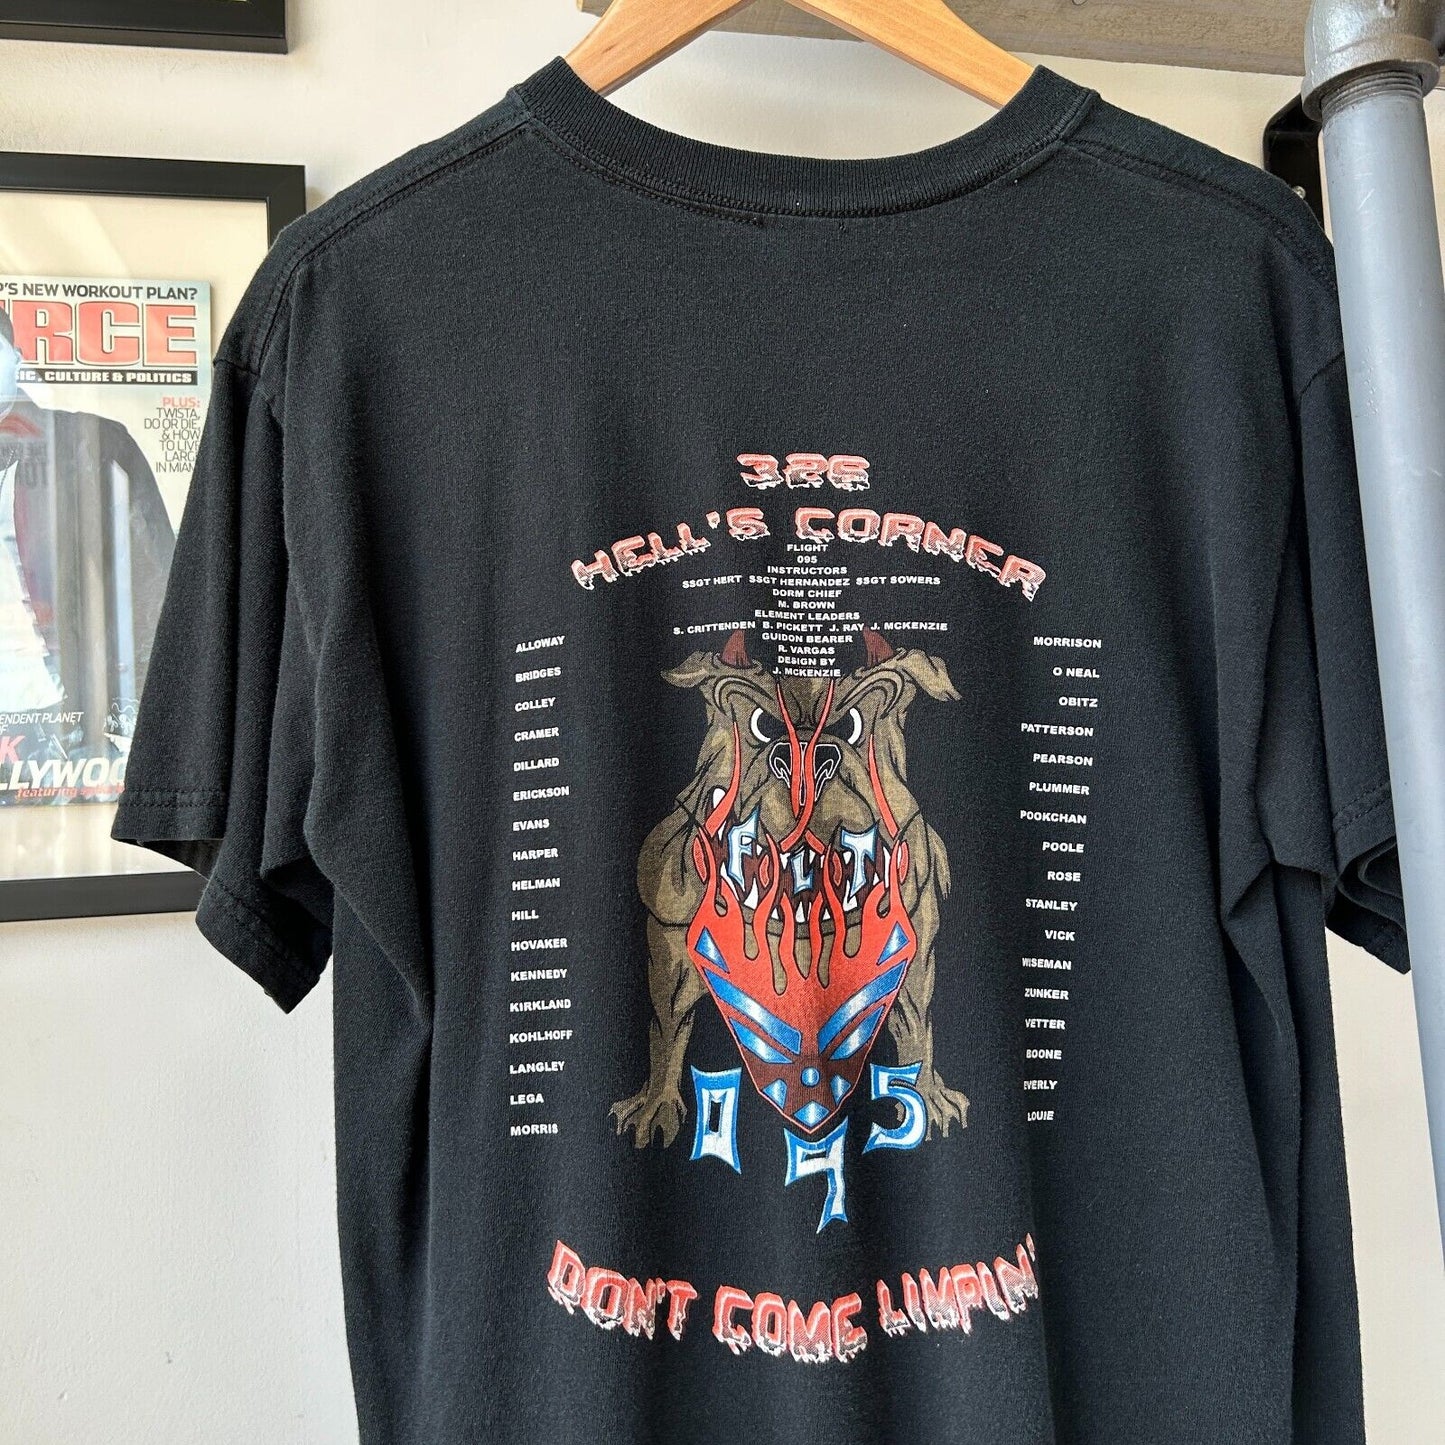 P'S NEW WORKOUT PLAN?
RCE
SIC, CULTURE & POLITICS
PLUS:
TWISTA,
DO OR DIE,
& HOW
TO LIVE
LARGE
IN MIAMI
PENDENT PLANET
LLYWOO
featuring
326
HELL'S CORNER
FLIGHT
095
INSTRUCTORS
SSGT HERT SSGT HERNANDEZ SSGT SOWERS
DORM CHIEF
M. BROWN
ELEMENT LEADERS
S. CRITTENDEN B. PICKETT J. RAY J. MCKENZIE
GUIDON BEARER
R. VARGAS
DESIGN BY
J. MCKENZIE
ALLOWAY
BRIDGES
COLLEY
CRAMER
DILLARD
ERICKSON
EVANS
HARPER
HELMAN
HILL
HOVAKER
KENNEDY
KIRKLAND
KOHLHOFF
LANGLEY
LEGA
MORRIS
MORRISON
O NEAL
OBITZ
PATTERSON
PEARSON
PLUMMER
POOKCHAN
POOLE
ROSE
STANLEY
VICK
WISEMAN
ZUNKER
VETTER
BOONE
EVERLY
LOUIE
FLT
095
DON'T COME LIMPIN'